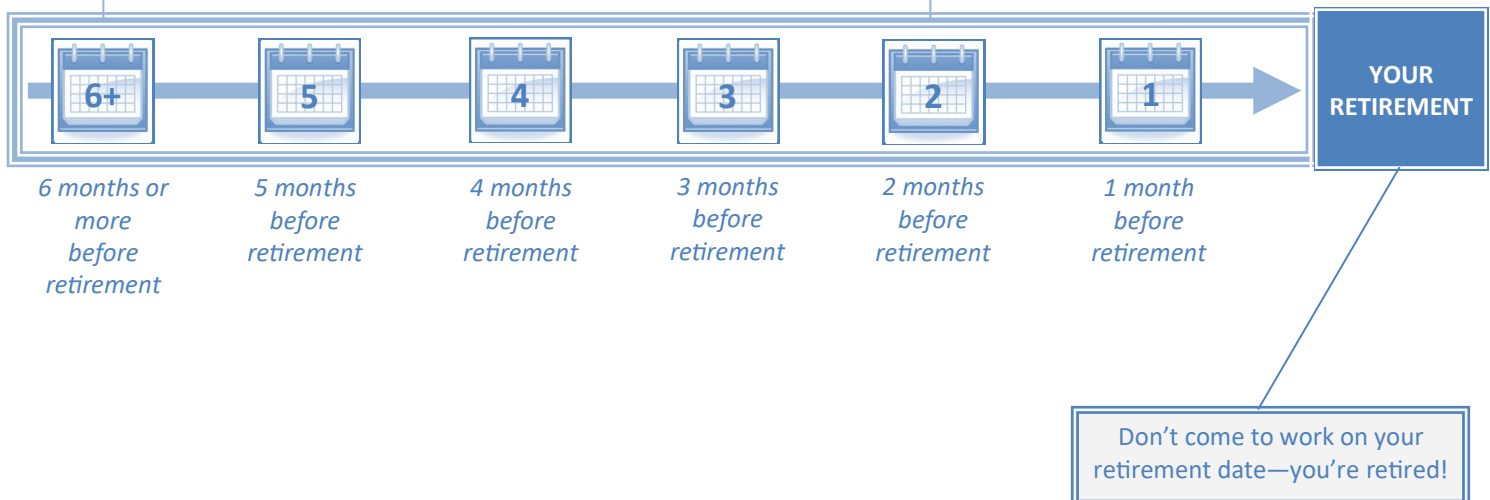 6+
5
4
3
2
1
YOUR
RETIREMENT
6 months or
more
before
retirement
5 months
before
retirement
4 months
before
retirement
3 months
before
retirement
2 months
before
retirement
1 month
before
retirement
Don’t come to work on your
retirement date—you’re retired!